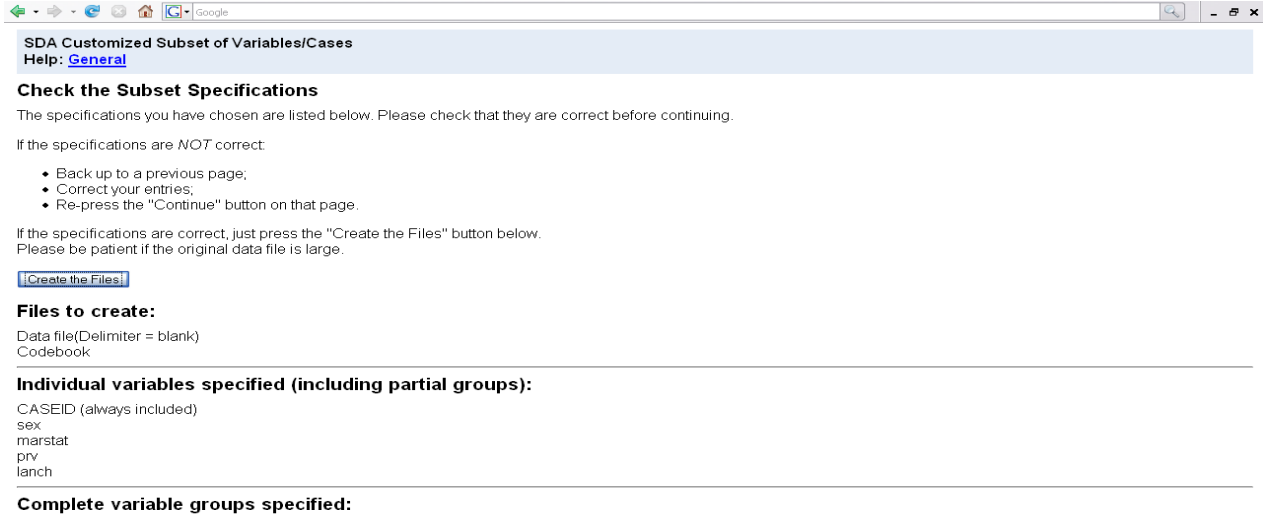 Google
SDA Customized Subset of Variables/Cases
Help: General
Check the Subset Specifications
The specifications you have chosen are listed below. Please check that they are correct before continuing.
If the specifications are NOT correct:
• Back up to a previous page;
• Correct your entries;
• Re-press the "Continue" button on that page.
If the specifications are correct, just press the "Create the Files" button below.
Please be patient if the original data file is large.
Create the Files
Files to create:
Data file(Delimiter = blank)
Codebook
Individual variables specified (including partial groups):
CASEID (always included)
sex
marstat
prv
lanch
Complete variable groups specified: